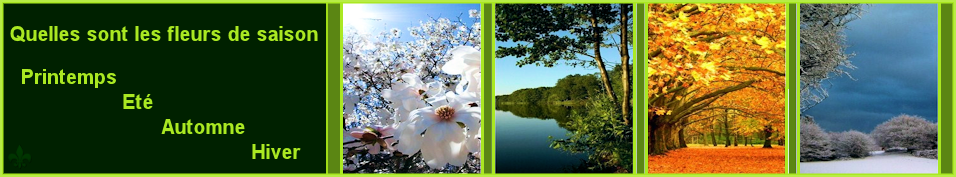 Quelles sont les fleurs de saison
Printemps
Eté
Automne
Hiver